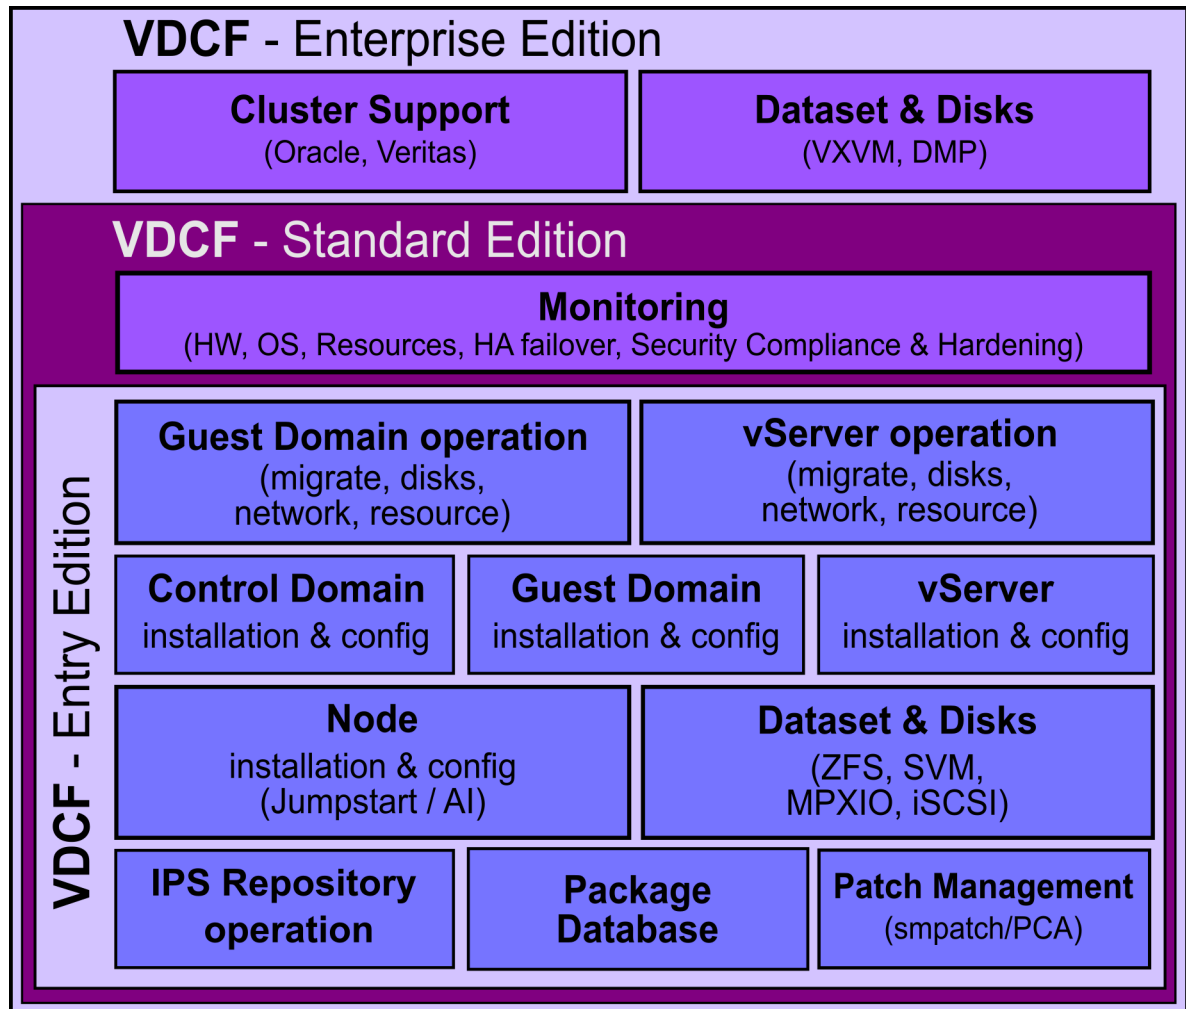 VDCF - Enterprise Edition
Cluster Support
(Oracle, Veritas)
Dataset & Disks
(VXVM, DMP)
VDCF - Standard Edition
Monitoring
(HW, OS, Resources, HA failover, Security Compliance & Hardening)
VDCF - Entry Edition
Guest Domain operation
(migrate, disks,
network, resource)
vServer operation
(migrate, disks,
network, resource)
Control Domain
installation & config
Guest Domain
installation & config
vServer
installation & config
Node
installation & config
(Jumpstart / AI)
Dataset & Disks
(ZFS, SVM,
MPXIO, iSCSI)
IPS Repository
operation
Package
Database
Patch Management
(smpatch/PCA)